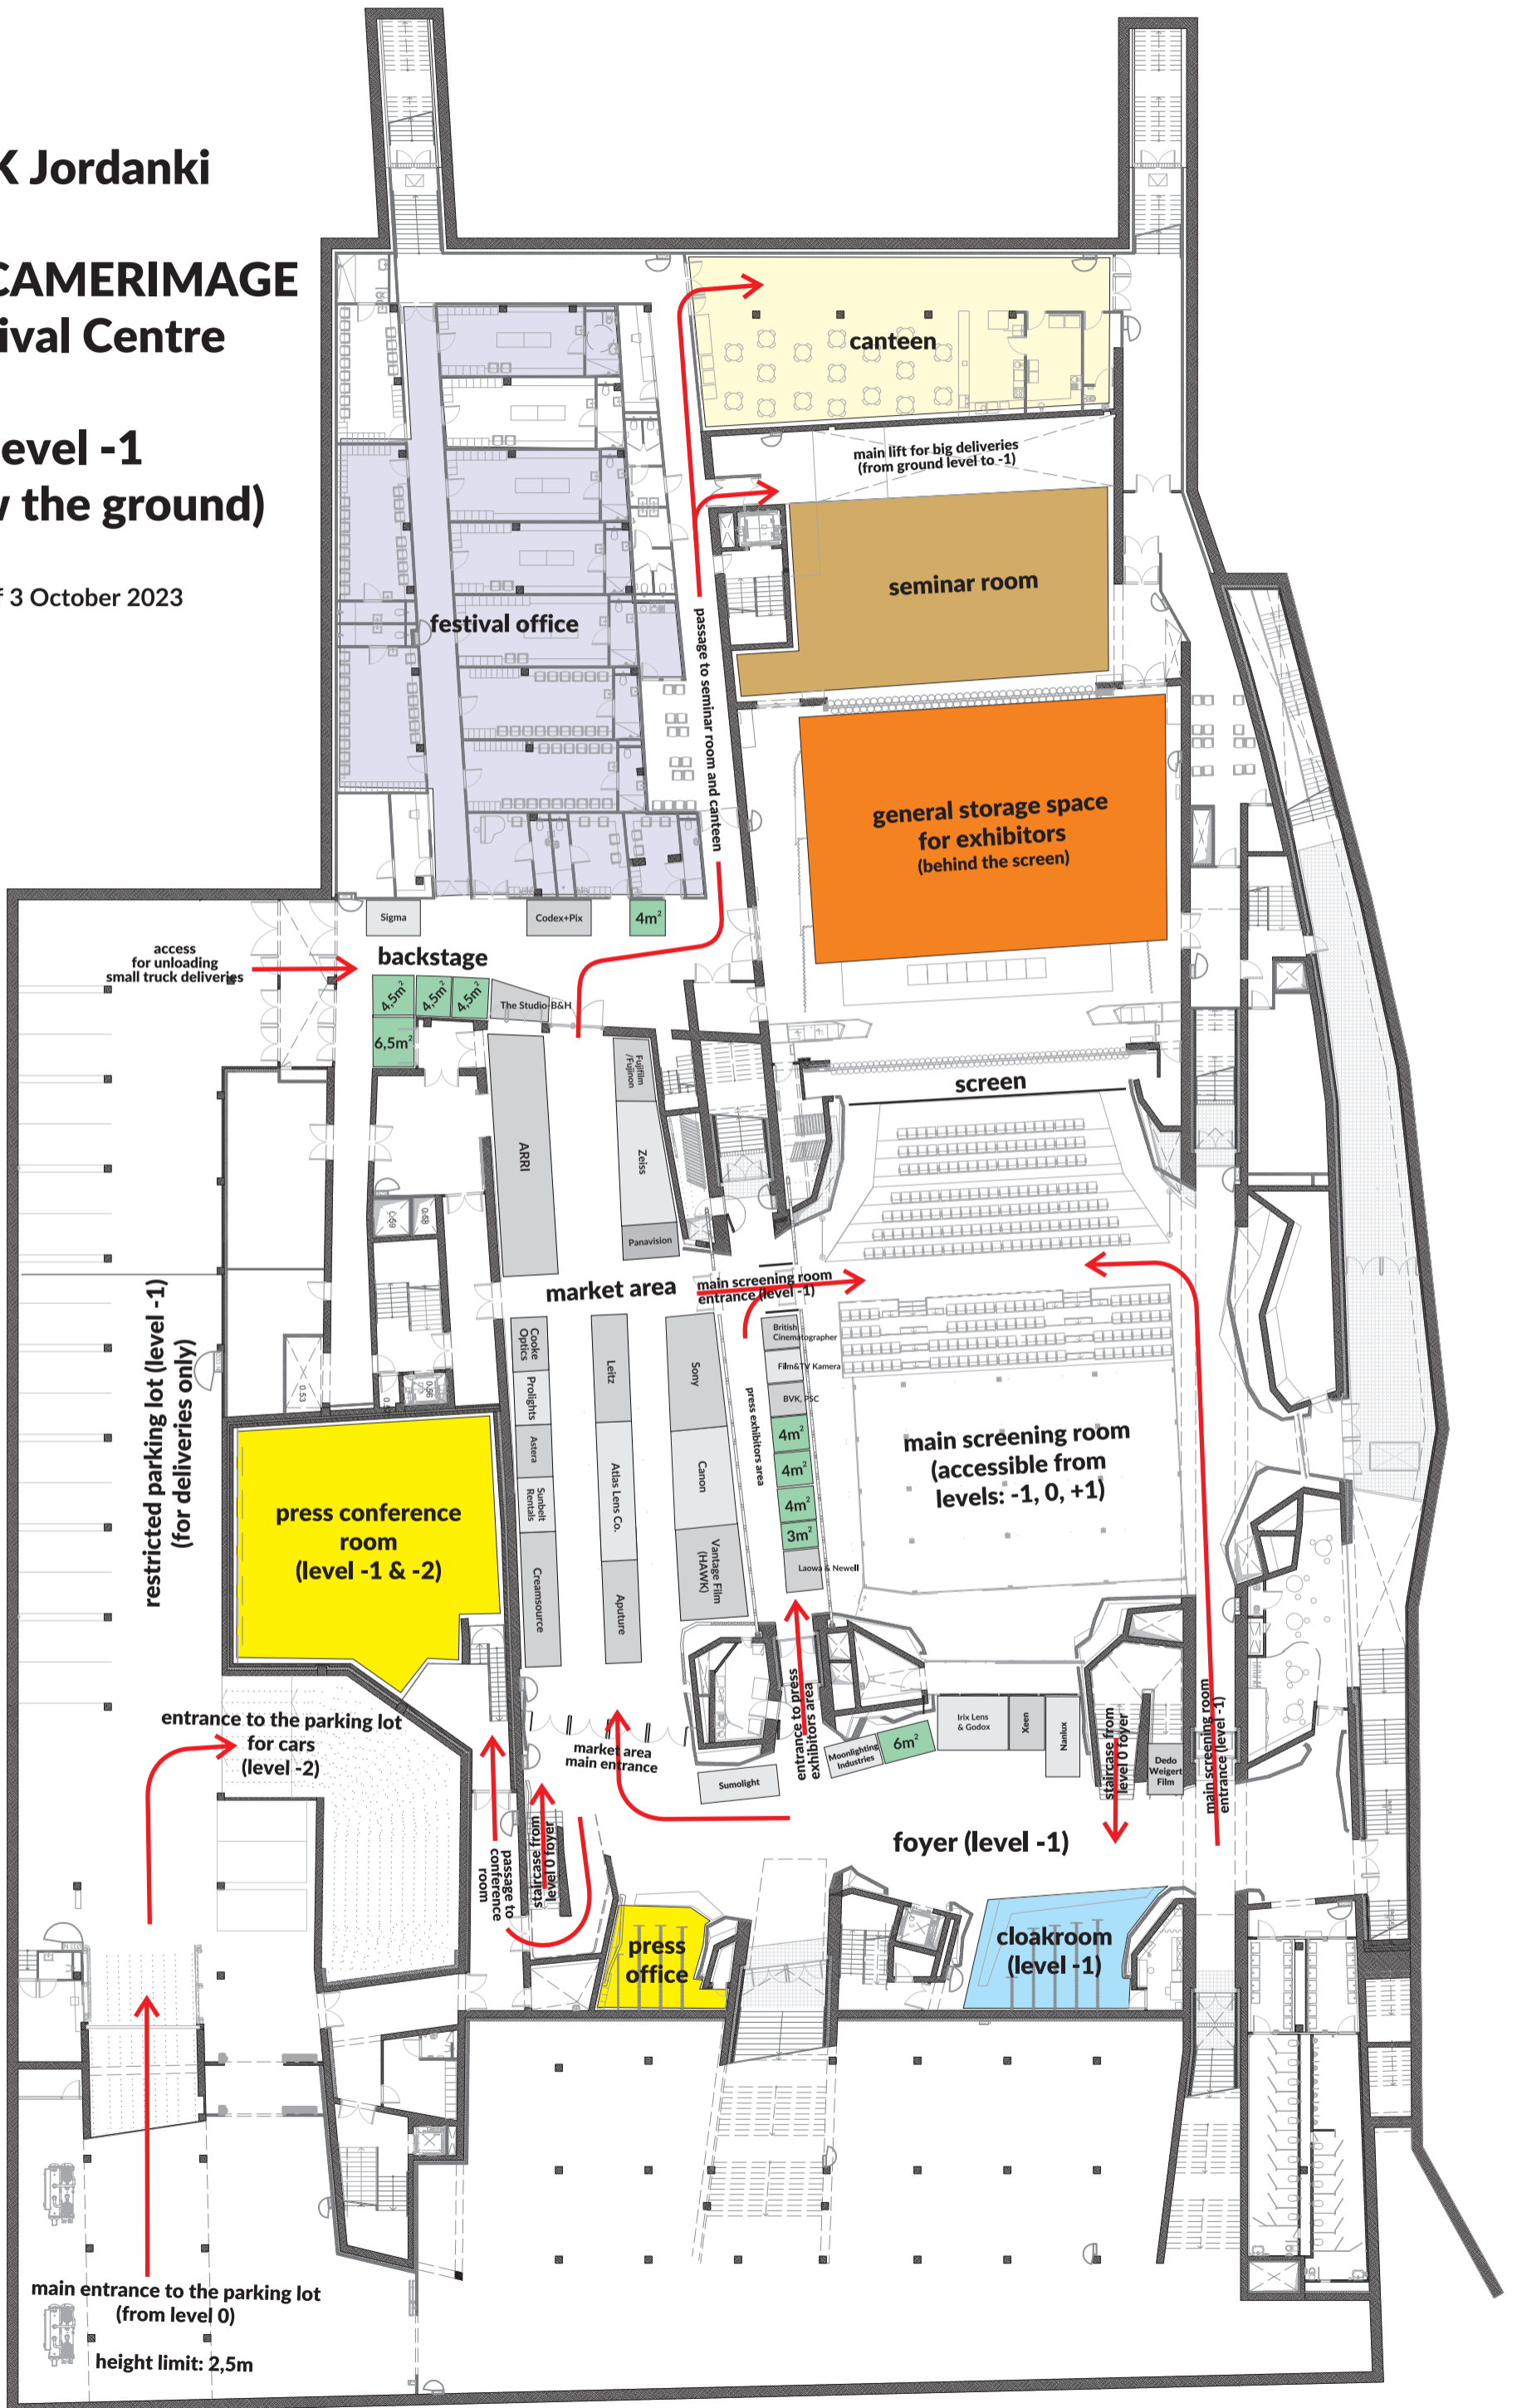 K Jordanki
CAMERIMAGE
ival Centre
evel -1
w the ground)
f 3 October 2023
canteen
main lift for big deliveries
(from ground level to -1)
seminar room
festival office
passage to seminar room and canteen
general storage space
for exhibitors
(behind the screen)
Sigma
Codex+Pix
4m²
access
for unloading
small truck deliveries
backstage
4,5m²
4,5m²
4,5m²
The Studio-B&H
6,5m²
ARRI
Fujifilm
/Fujinon
Zeiss
Panavision
screen
0.69
0.68
market area
main screening room
entrance (level -1)
restricted parking lot (level -1)
(for deliveries only)
0.53
0.56
Cooke
Optics
Prolights
Astera
Sunbelt
Rentals
Creamsource
Leitz
Atlas Lens Co.
Aputure
Sony
Canon
Vantage Film
(HAWK)
press exhibitors area
British
Cinematographer
Film&TV Kamera
BVK, PSC
4m²
4m²
4m²
3m²
Laowa & Newell
main screening room
(accessible from
levels: -1, 0, +1)
press conference
room
(level -1 & -2)
entrance to the parking lot
for cars
(level -2)
market area
main entrance
Sumolight
entrance to press
exhibitors area
Moonlighting
Industries
6m²
Irix Lens
& Godox
Xeen
Nanlux
staircase from
level 0 foyer
Dedo
Weigert
Film
main screening room
entrance (level -1)
foyer (level -1)
passage to
conference
room
staircase from
level 0 foyer
press
office
cloakroom
(level -1)
main entrance to the parking lot
(from level 0)
height limit: 2,5m